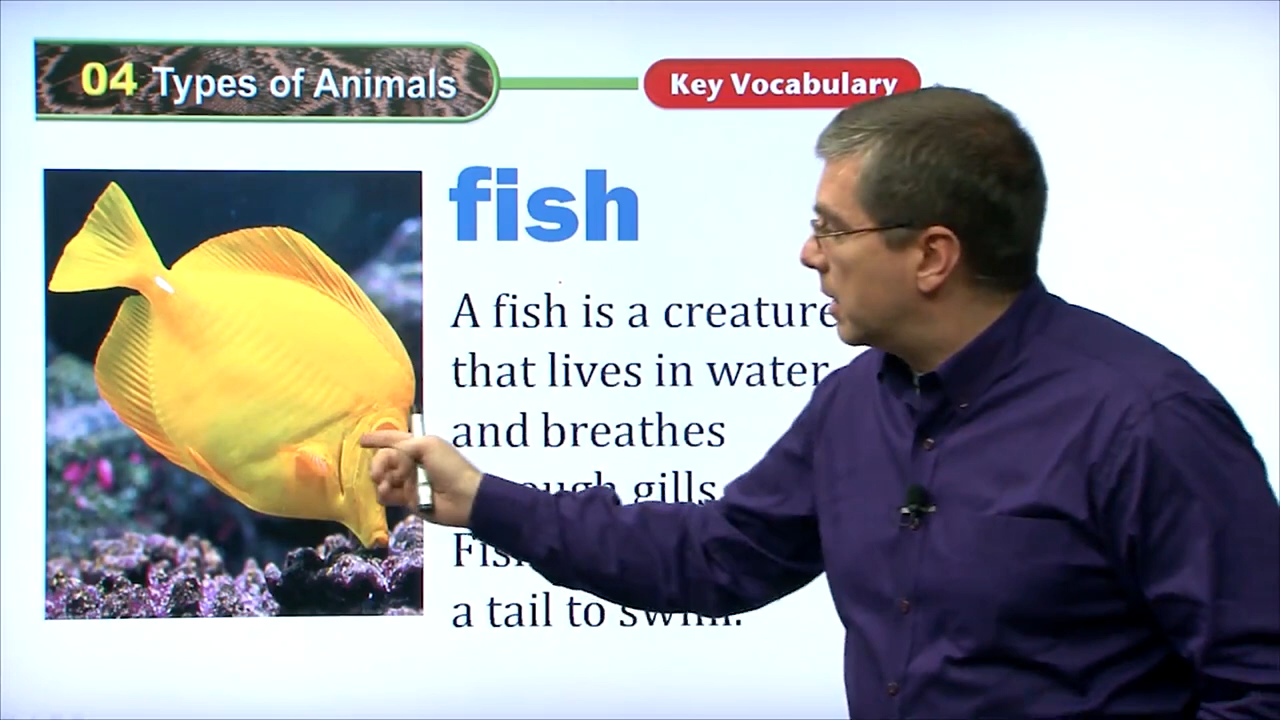 04 Types of Animals
Key Vocabulary
fish
A fish is a creature
that lives in water
and breathes
gills
a tail to swim.